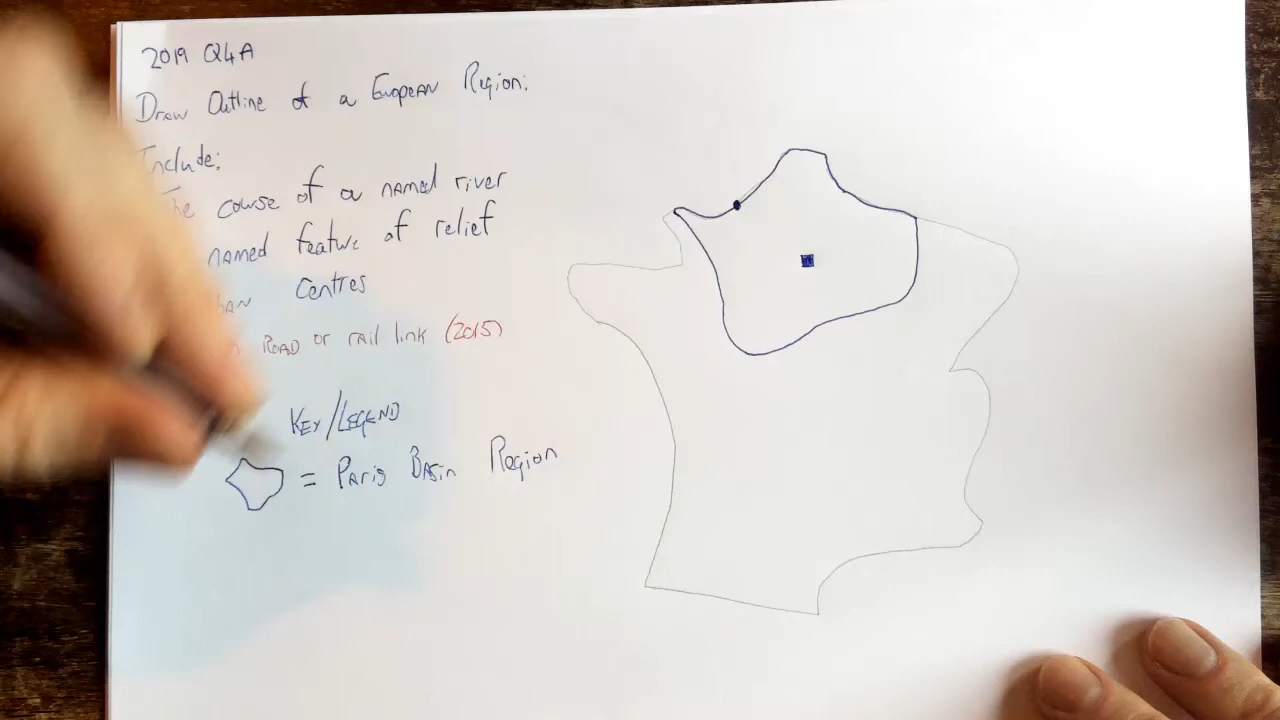 2019 Q4A
Draw Outline of a European Region:
Include:
The course of a named river
named feature of relief
Centres
Road or rail link (2015)
Key/Legend
= Paris Basin Region